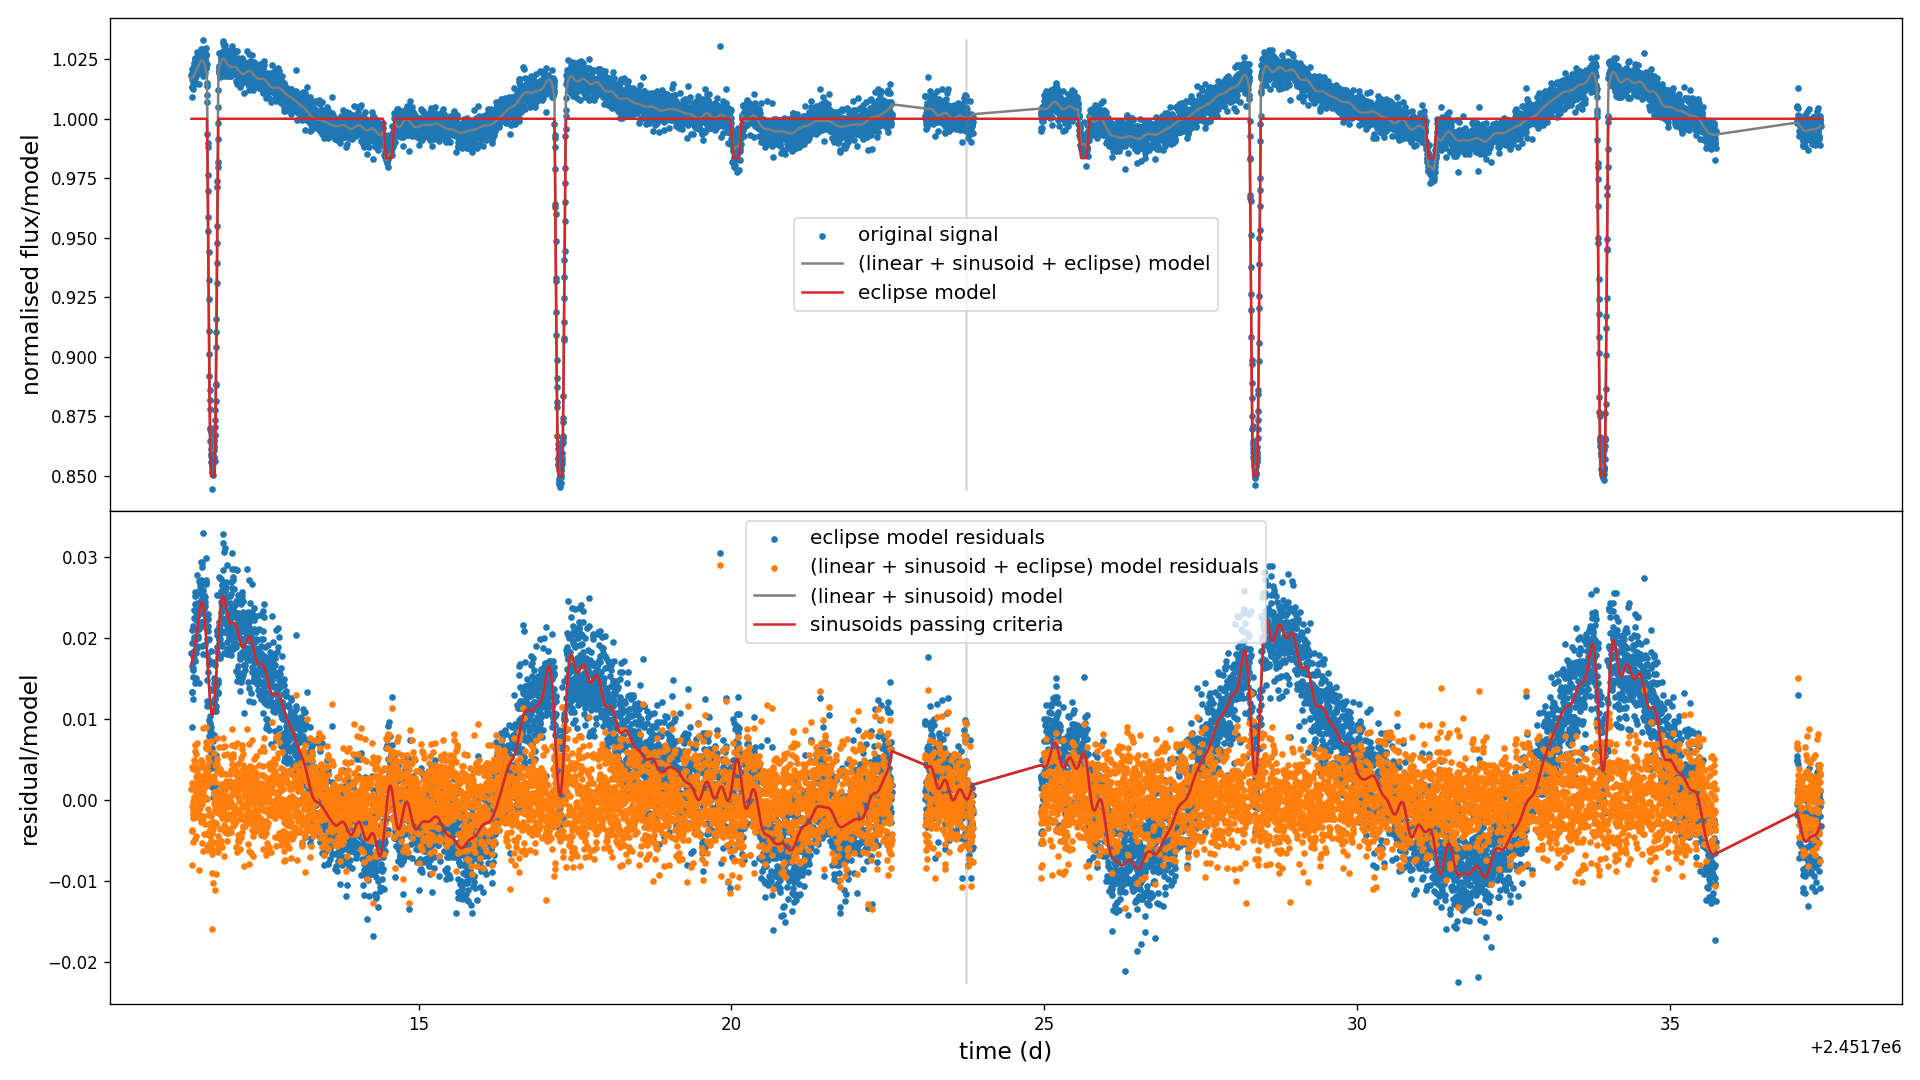 normalised flux/model
1.025
1.000
0.975
0.950
0.925
0.900
0.875
0.850
original signal
(linear + sinusoid + eclipse) model
eclipse model
residual/model
0.03
0.02
0.01
0.00
−0.01
−0.02
eclipse model residuals
(linear + sinusoid + eclipse) model residuals
(linear + sinusoid) model
sinusoids passing criteria
15 20 25 30 35
time (d)
+2.4517e6